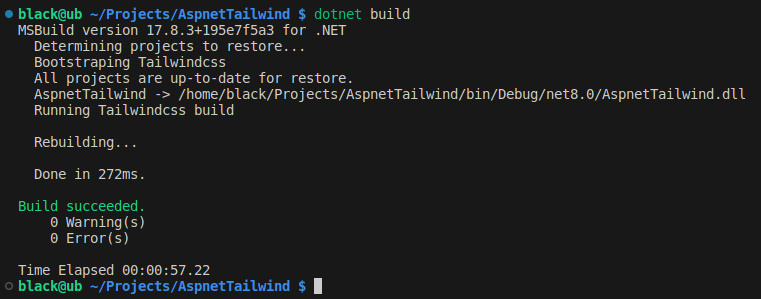 black@ub ~/Projects/AspnetTailwind $ dotnet build
MSBuild version 17.8.3+195e7f5a3 for .NET
Determining projects to restore...
Bootstraping Tailwindcss
All projects are up-to-date for restore.
AspnetTailwind -> /home/black/Projects/AspnetTailwind/bin/Debug/net8.0/AspnetTailwind.dll
Running Tailwindcss build
Rebuilding...
Done in 272ms.
Build succeeded.
0 Warning(s)
0 Error(s)
Time Elapsed 00:00:57.22
black@ub ~/Projects/AspnetTailwind $